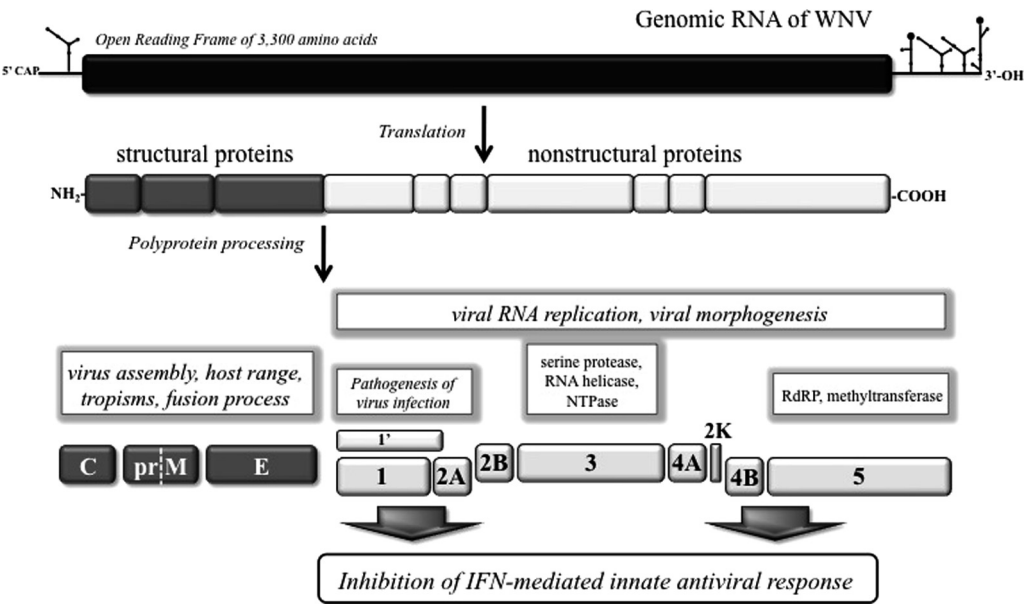 Genomic RNA of WNV
Open Reading Frame of 3,300 amino acids
5' CAP
3'-OH
Translation
structural proteins
nonstructural proteins
NH2-
-COOH
Polyprotein processing
viral RNA replication, viral morphogenesis
virus assembly, host range,
tropisms, fusion process
Pathogenesis of
virus infection
serine protease,
RNA helicase,
NTPase
RdRP, methyltransferase
1'
2K
C
pr M
E
1
2A
2B
3
4A
4B
5
Inhibition of IFN-mediated innate antiviral response